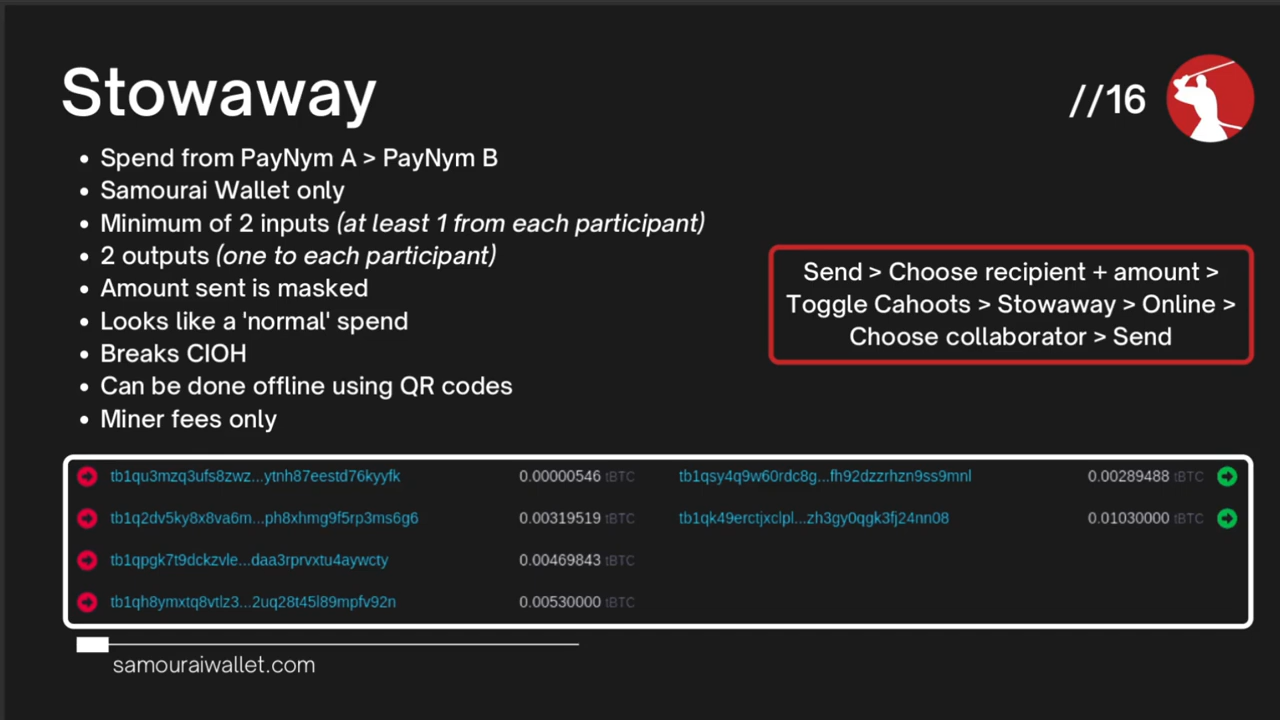 Stowaway
//16
• Spend from PayNym A > PayNym B
• Samourai Wallet only
• Minimum of 2 inputs (at least 1 from each participant)
• 2 outputs (one to each participant)
• Amount sent is masked
• Looks like a 'normal' spend
• Breaks CIOH
• Can be done offline using QR codes
• Miner fees only
Send > Choose recipient + amount >
Toggle Cahoots > Stowaway > Online >
Choose collaborator > Send
tb1qu3mzq3ufs8zwz...ytnh87eestd76kyyfk 0.00000546 tBTC tb1qsy4q9w60rdc8g...fh92dzzrhzn9ss9mnl 0.00289488 tBTC
tb1q2dv5ky8x8va6m...ph8xhmg9f5rp3ms6g6 0.00319519 tBTC tb1qk49erctjxclpl...zh3gy0qgk3fj24nn08 0.01030000 tBTC
tb1qpgk7t9dckzvle...daa3rprvxtu4aywcty 0.00469843 tBTC
tb1qh8ymxtq8vtlz3...2uq28t45l89mpfv92n 0.00530000 tBTC
samouraiwallet.com